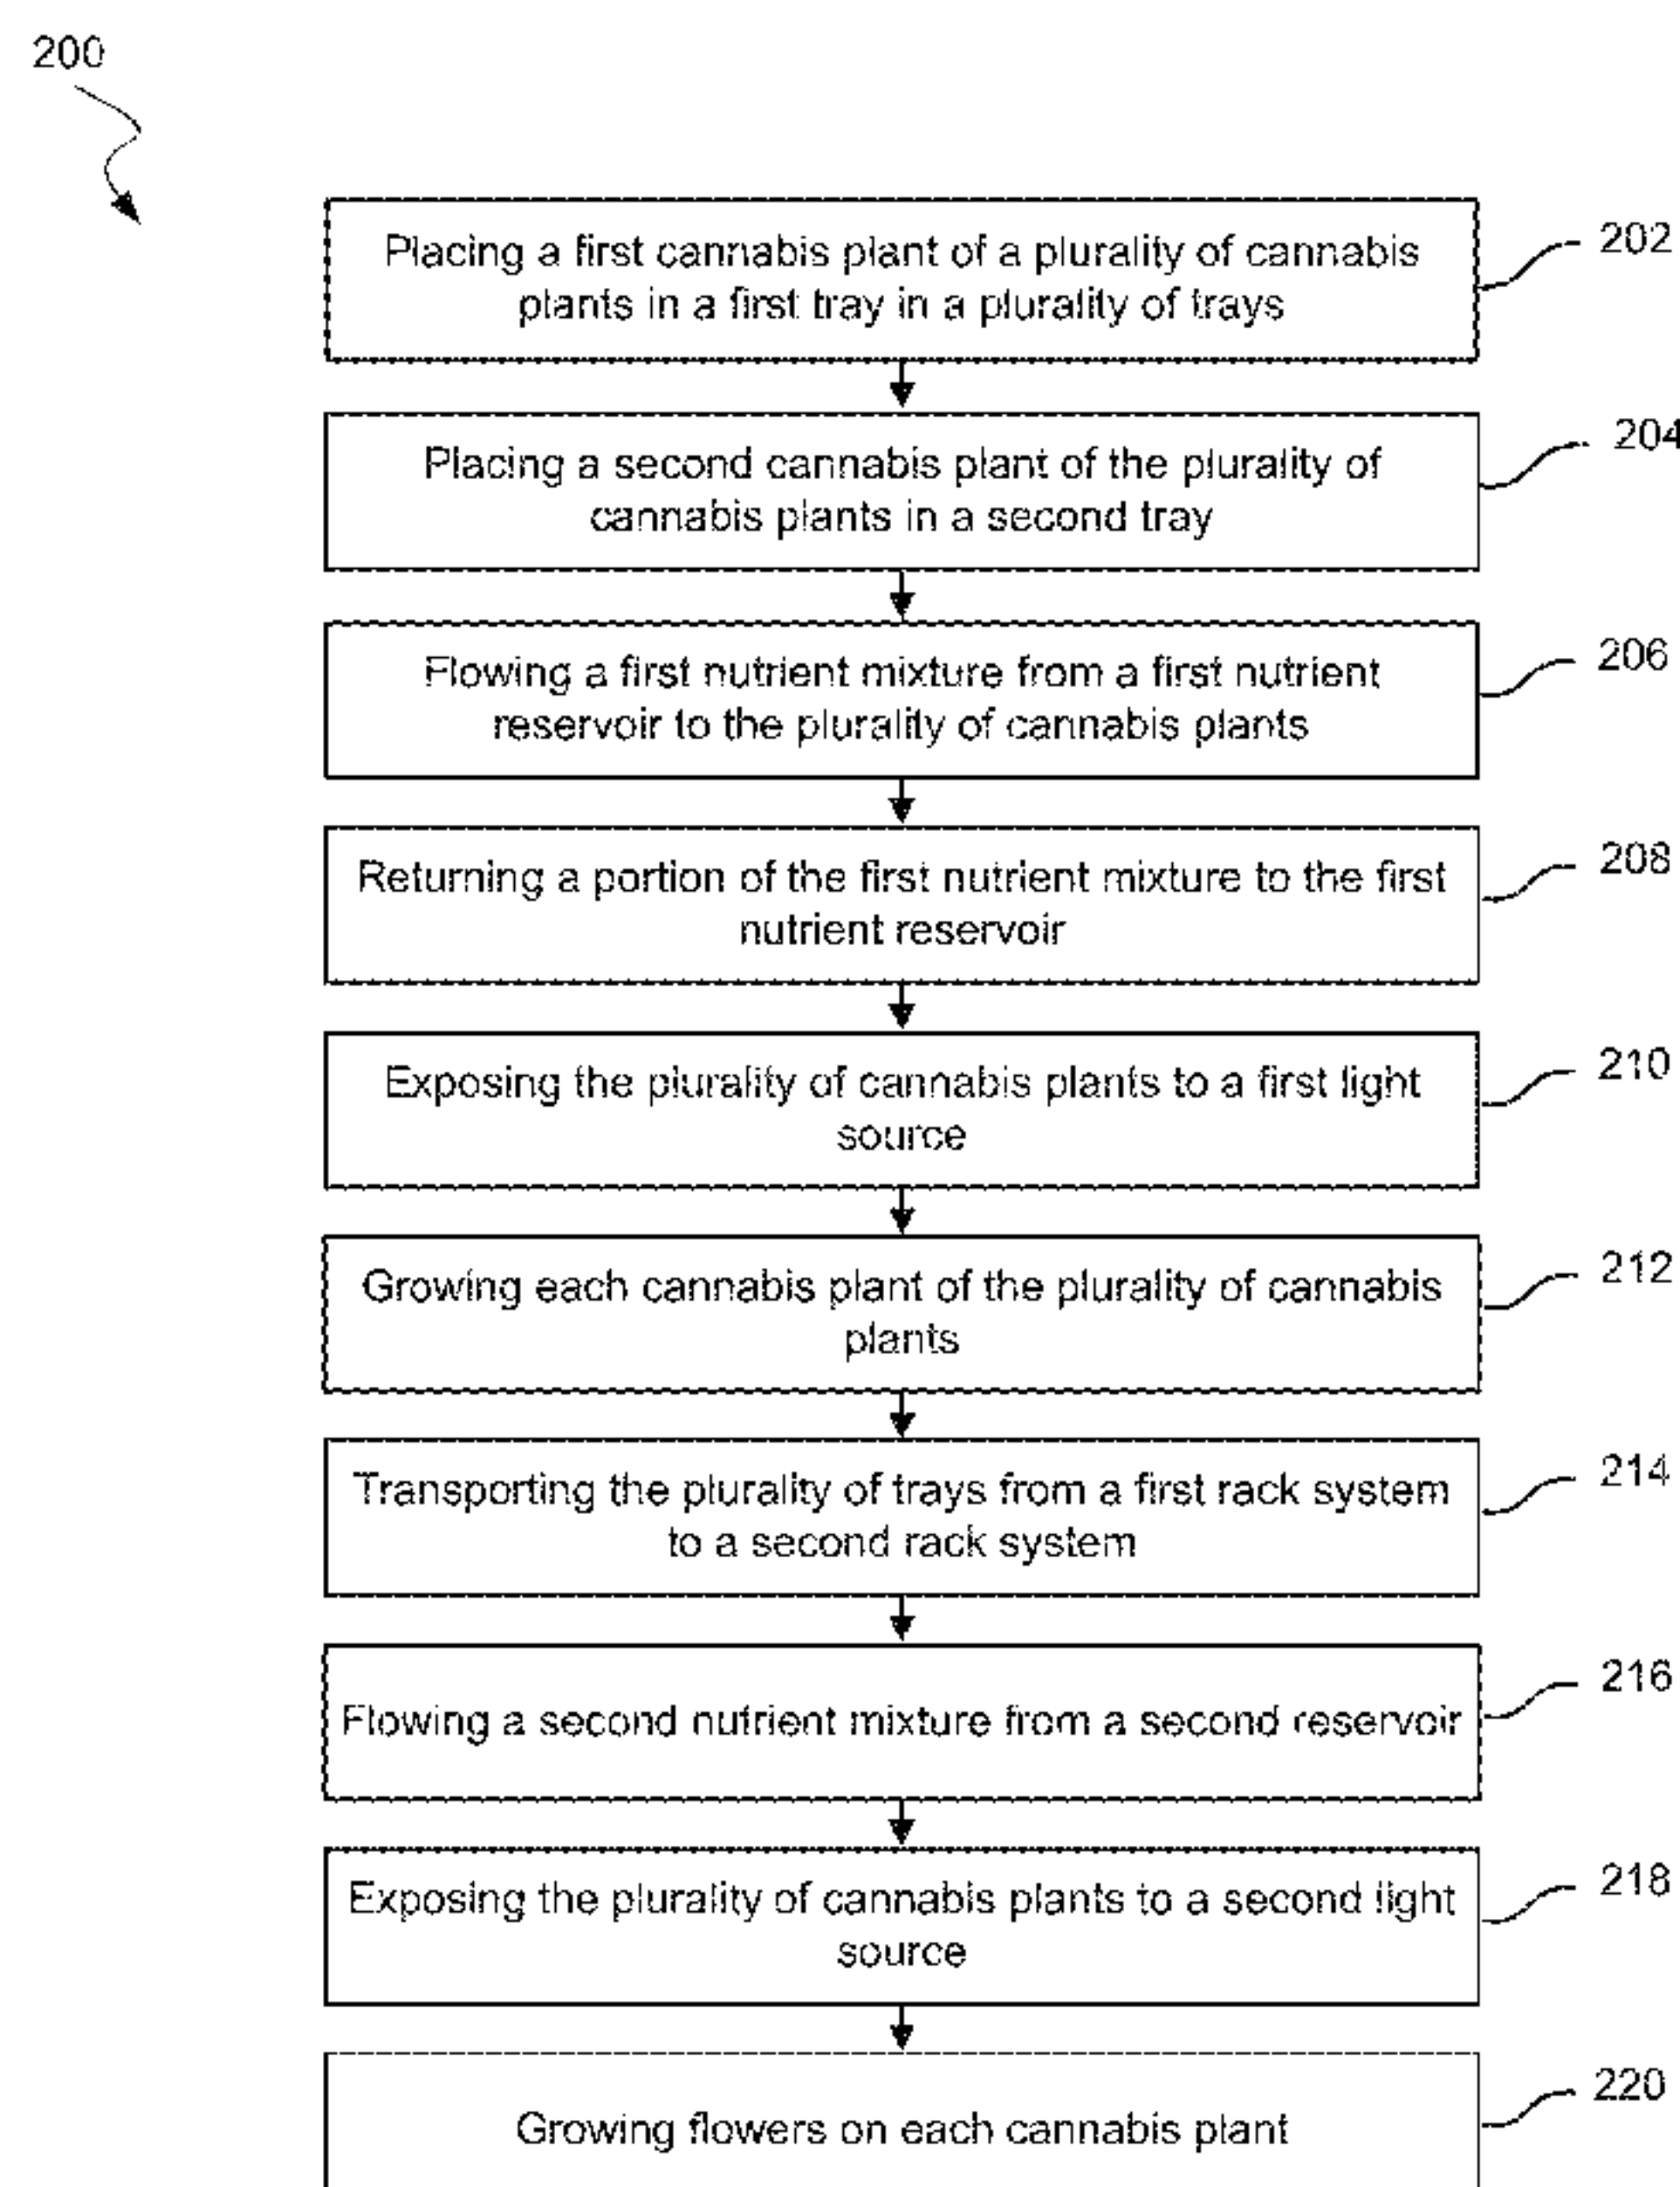 200
Placing a first cannabis plant of a plurality of cannabis
plants in a first tray in a plurality of trays
202
Placing a second cannabis plant of the plurality of
cannabis plants in a second tray
204
Flowing a first nutrient mixture from a first nutrient
reservoir to the plurality of cannabis plants
206
Returning a portion of the first nutrient mixture to the first
nutrient reservoir
208
Exposing the plurality of cannabis plants to a first light
source
210
Growing each cannabis plant of the plurality of cannabis
plants
212
Transporting the plurality of trays from a first rack system
to a second rack system
214
Flowing a second nutrient mixture from a second reservoir
216
Exposing the plurality of cannabis plants to a second light
source
218
Growing flowers on each cannabis plant
220